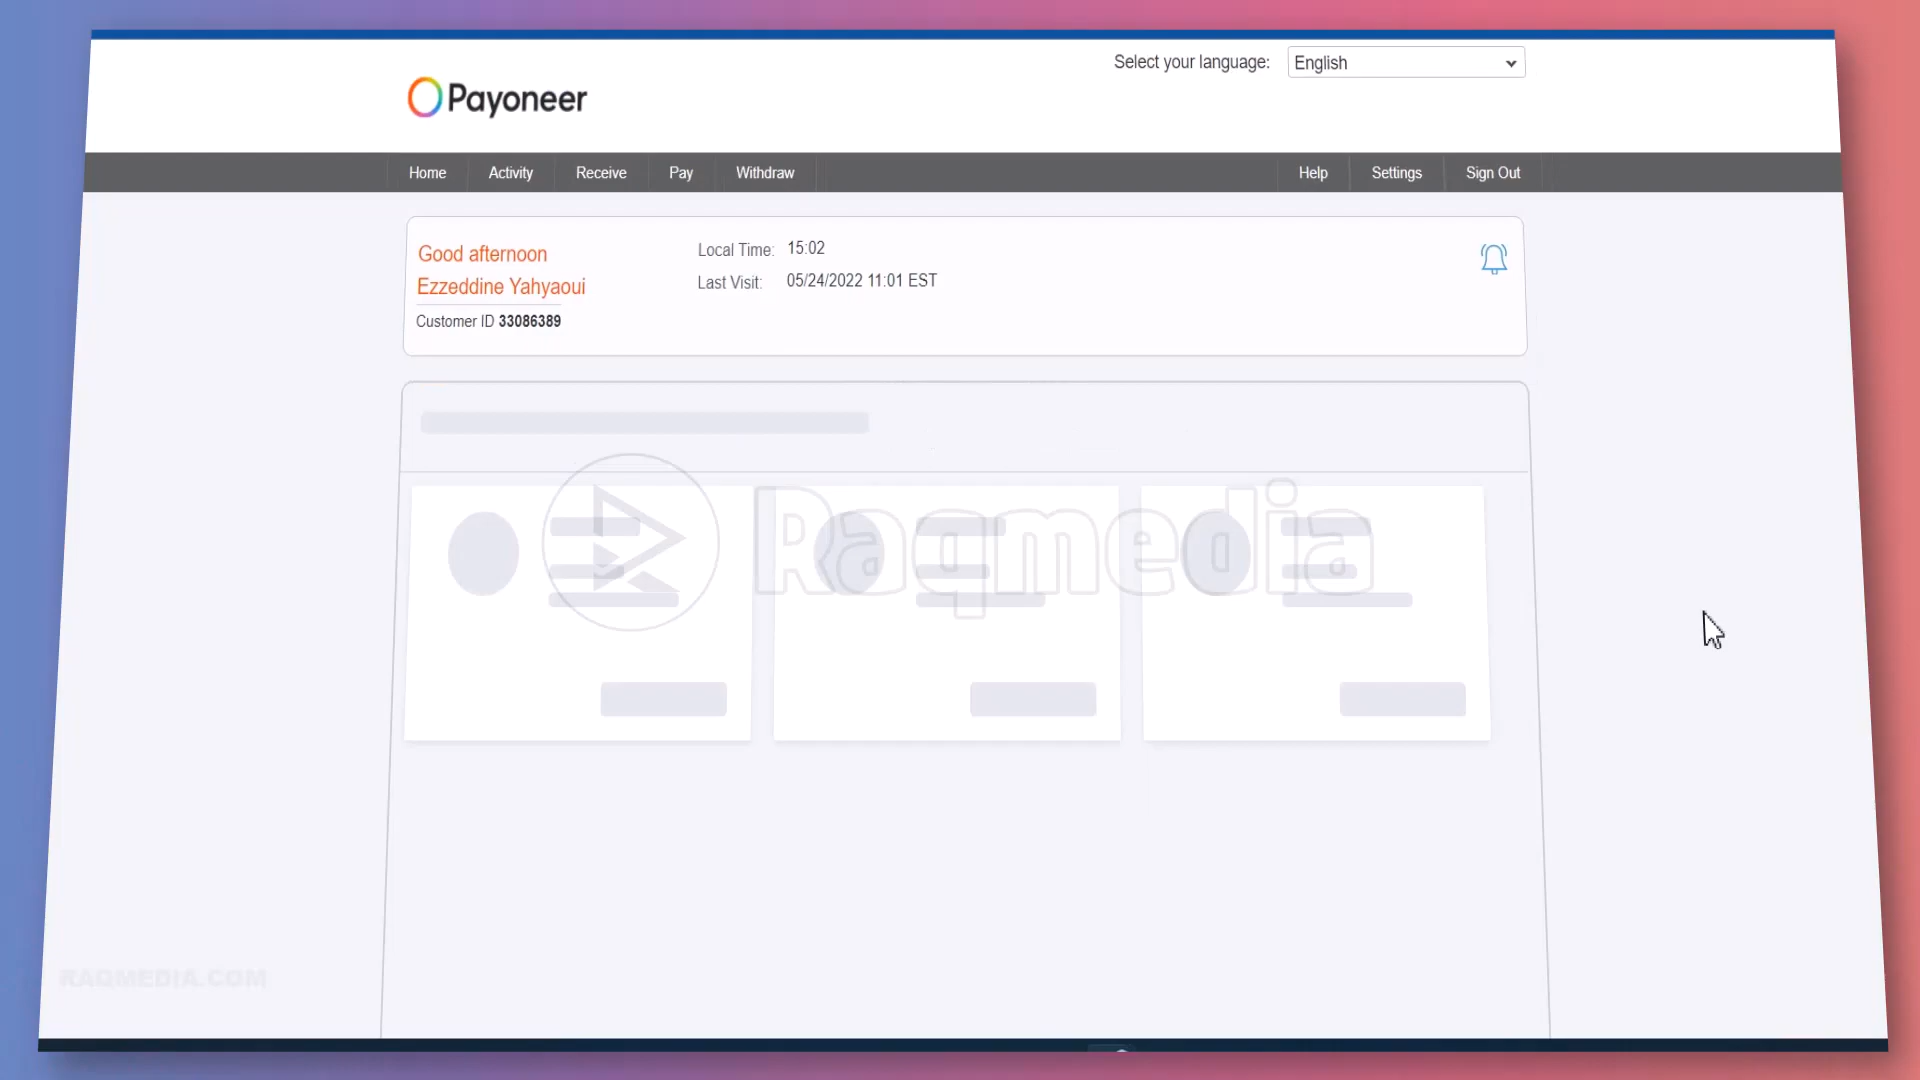 Select your language: English
Payoneer
Home Activity Receive Pay Withdraw Help Settings Sign Out
Good afternoon
Ezzeddine Yahyaoui
Customer ID 33086389
Local Time: 15:02
Last Visit: 05/24/2022 11:01 EST
Raqmedia
RAQMEDIA.COM